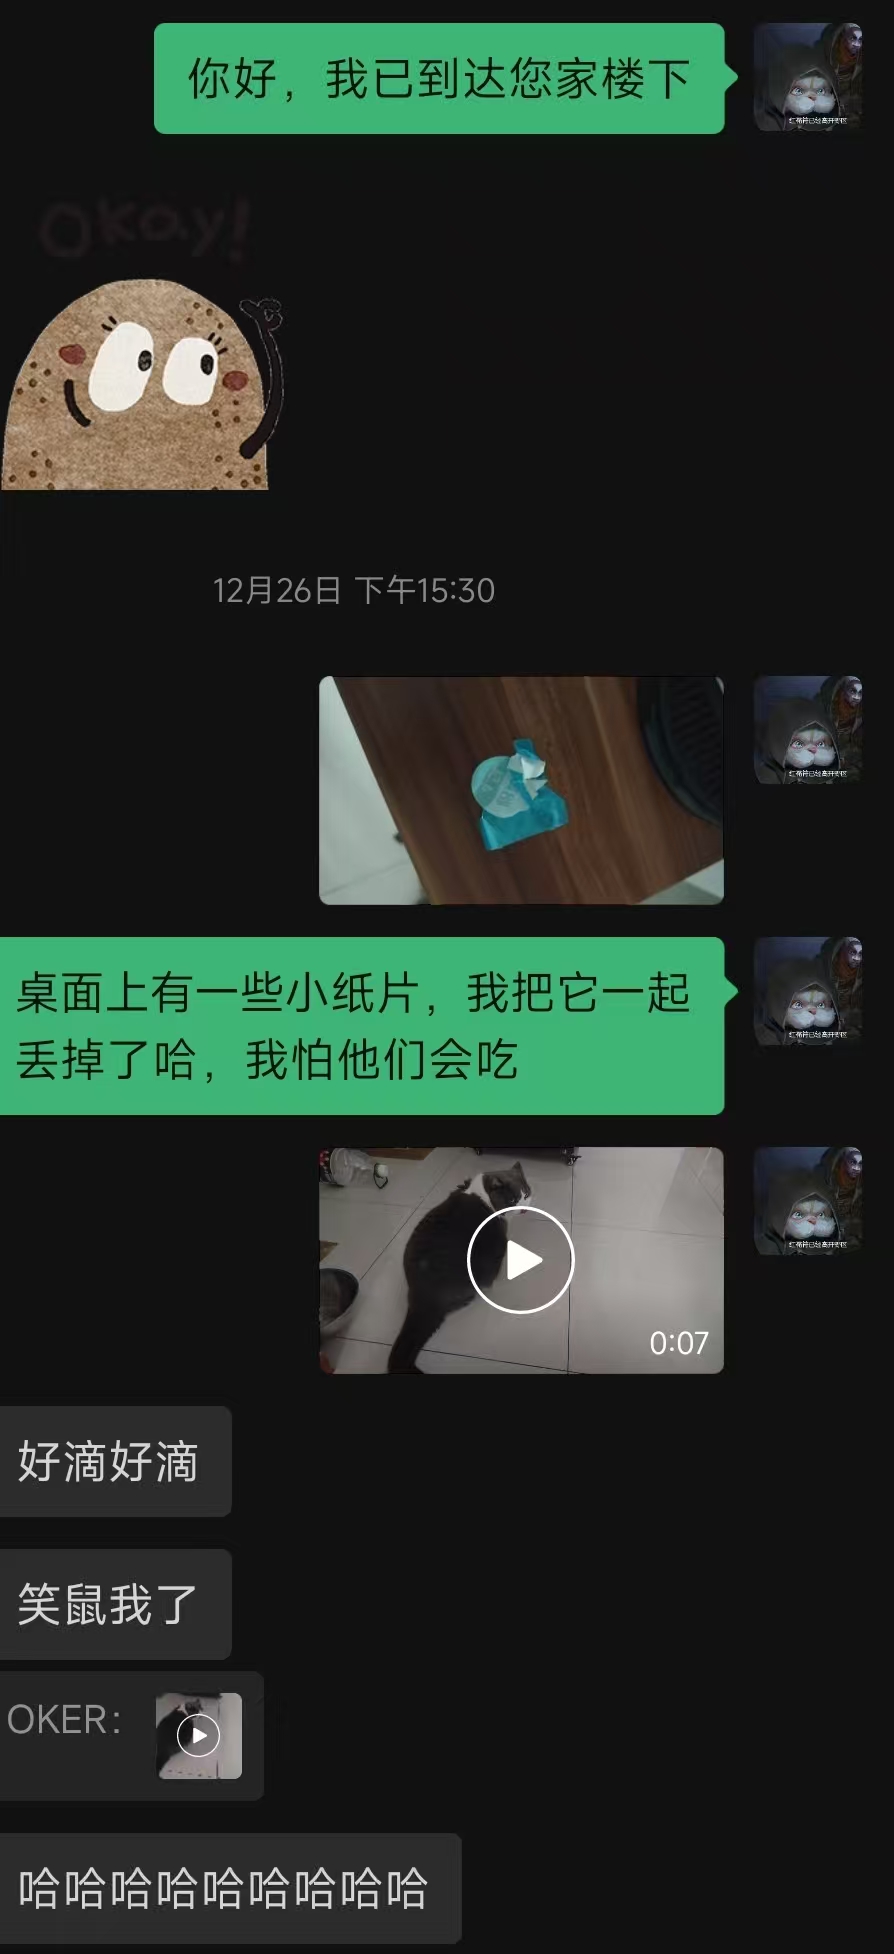 你好，我已到达您家楼下
Okay!
12月26日 下午15:30
桌面上有一些小纸片，我把它一起
丢掉了哈，我怕他们会吃
0:07
好滴好滴
笑鼠我了
OKER：
哈哈哈哈哈哈哈哈哈